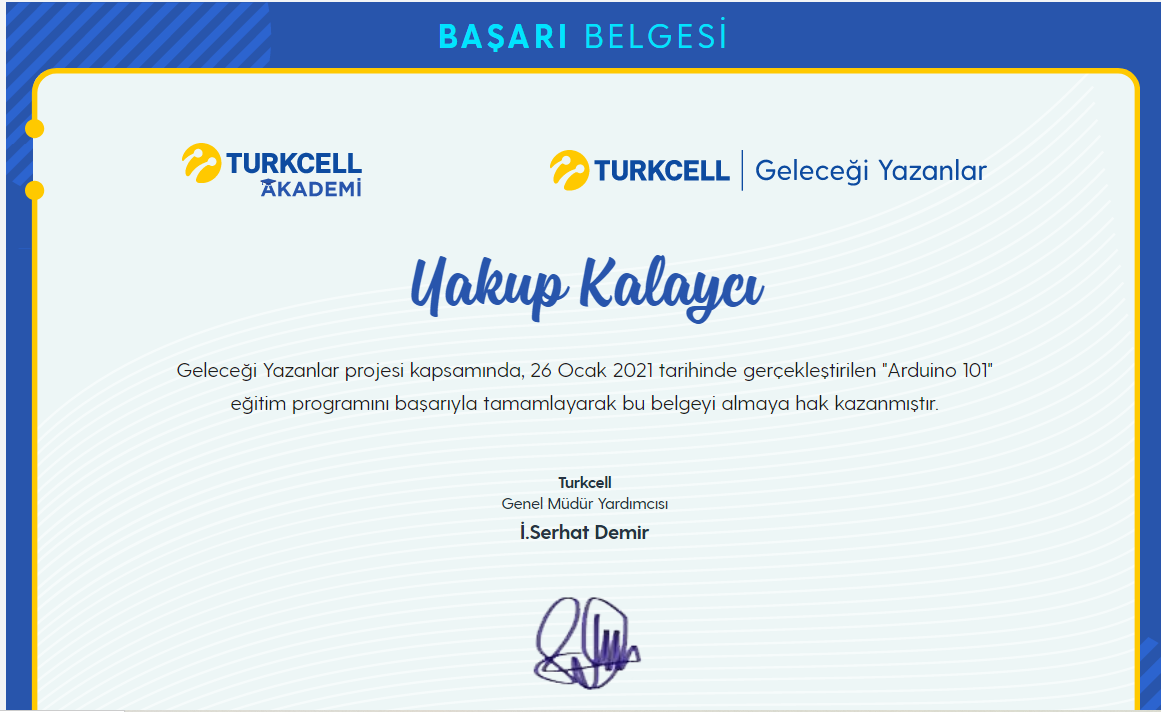 BAŞARI BELGESİ
TURKCELL
AKADEMİ
TURKCELL | Geleceği Yazanlar
Yakup Kalaycı
Geleceği Yazanlar projesi kapsamında, 26 Ocak 2021 tarihinde gerçekleştirilen "Arduino 101"
eğitim programını başarıyla tamamlayarak bu belgeyi almaya hak kazanmıştır.
Turkcell
Genel Müdür Yardımcısı
İ.Serhat Demir